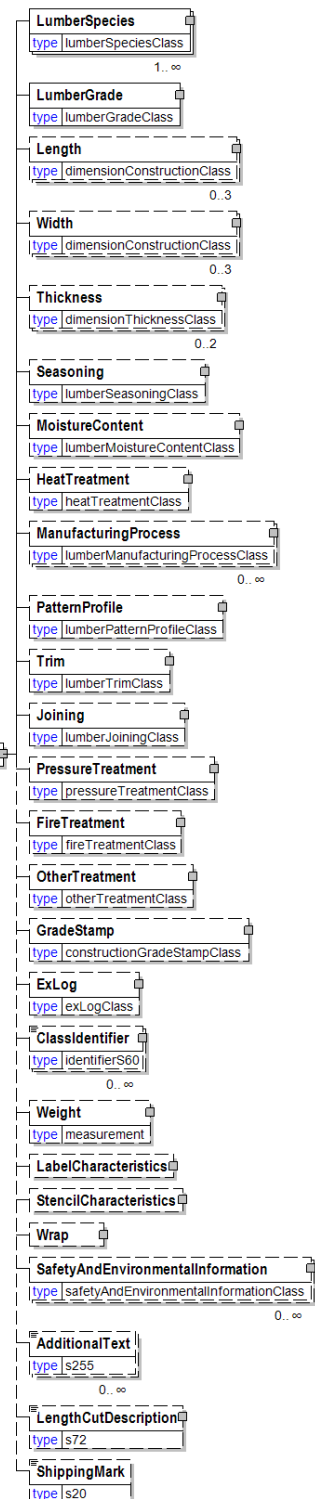 LumberSpecies
type lumberSpeciesClass
1.. ∞
LumberGrade
type lumberGradeClass
Length
type dimensionConstructionClass
0..3
Width
type dimensionConstructionClass
0..3
Thickness
type dimensionThicknessClass
0..2
Seasoning
type lumberSeasoningClass
MoistureContent
type lumberMoistureContentClass
HeatTreatment
type heatTreatmentClass
ManufacturingProcess
type lumberManufacturingProcessClass
0.. ∞
PatternProfile
type lumberPatternProfileClass
Trim
type lumberTrimClass
Joining
type lumberJoiningClass
PressureTreatment
type pressureTreatmentClass
FireTreatment
type fireTreatmentClass
OtherTreatment
type otherTreatmentClass
GradeStamp
type constructionGradeStampClass
ExLog
type exLogClass
ClassIdentifier
type identifierS60
0.. ∞
Weight
type measurement
LabelCharacteristics
StencilCharacteristics
Wrap
SafetyAndEnvironmentalInformation
type safetyAndEnvironmentalInformationClass
0.. ∞
AdditionalText
type s255
0.. ∞
LengthCutDescription
type s72
ShippingMark
type s20